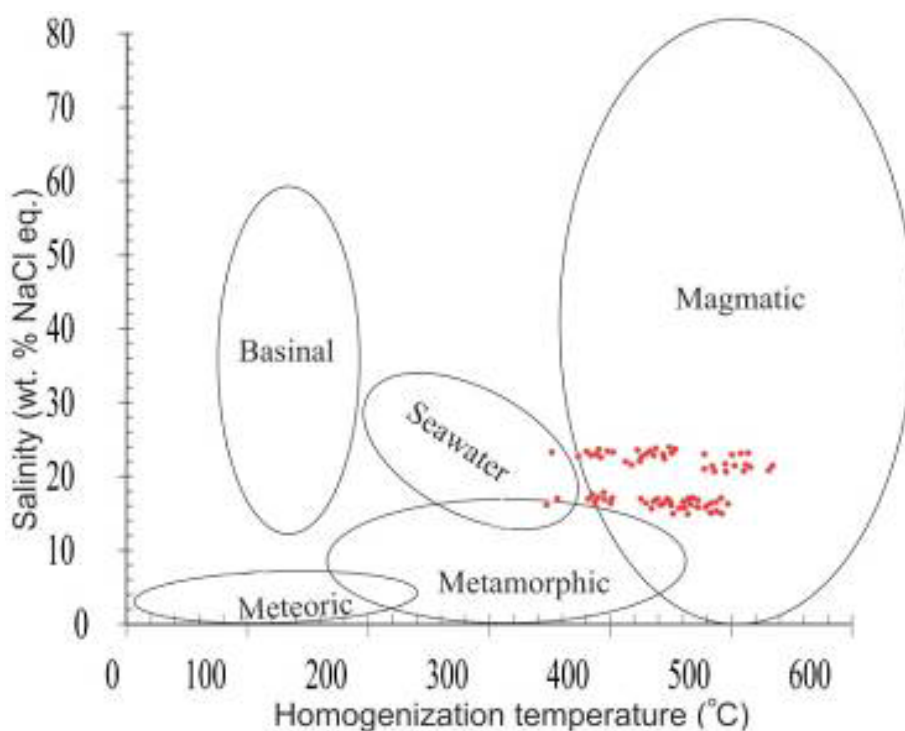 80
70
60
50
40
30
20
10
0
Salinity (wt. % NaCl eq.)
Magmatic
Basinal
Seawater
Metamorphic
Meteoric
0 100 200 300 400 500 600
Homogenization temperature (°C)